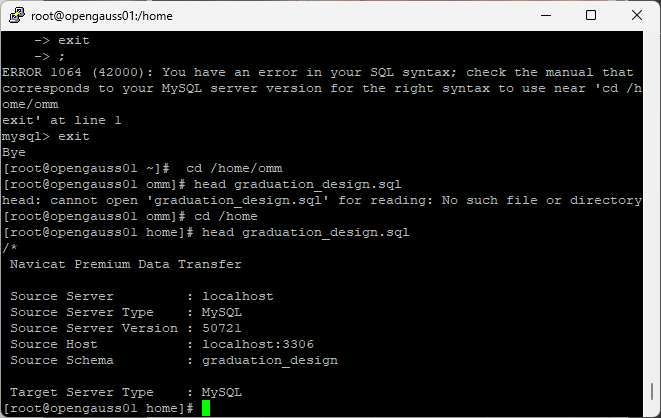 root@opengauss01:/home
-> exit
-> ;
ERROR 1064 (42000): You have an error in your SQL syntax; check the manual that
corresponds to your MySQL server version for the right syntax to use near 'cd /h
ome/omm
exit' at line 1
mysql> exit
Bye
[root@opengauss01 ~]#  cd /home/omm
[root@opengauss01 omm]# head graduation_design.sql
head: cannot open 'graduation_design.sql' for reading: No such file or directory
[root@opengauss01 omm]# cd /home
[root@opengauss01 home]# head graduation_design.sql
/*
 Navicat Premium Data Transfer
 Source Server         : localhost
 Source Server Type    : MySQL
 Source Server Version : 50721
 Source Host           : localhost:3306
 Source Schema         : graduation_design
 Target Server Type    : MySQL
[root@opengauss01 home]#